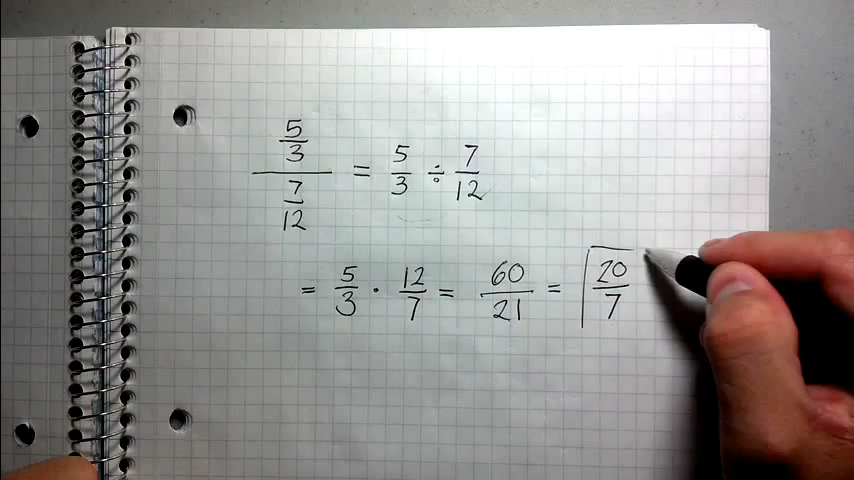 5/3 / 7/12 = 5/3 ÷ 7/12
= 5/3 · 12/7 = 60/21 = 20/7